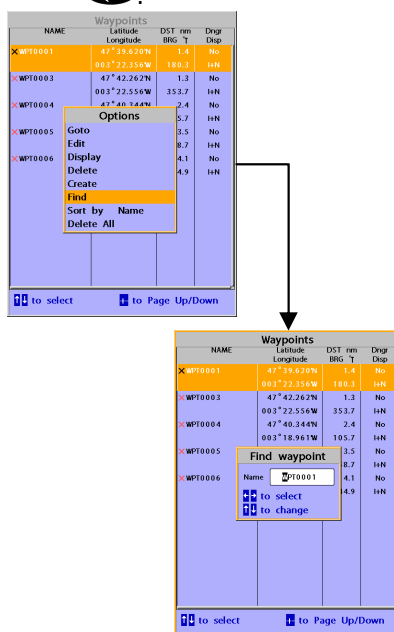 Waypoints
NAME Latitude Longitude DST nm BRG °T Dngr Disp
WPT0001 47°39.620'N 1.4 No
003°22.356'W 180.3 I+N
WPT0003 47°42.262'N 1.3 No
003°22.556'W 353.7 I+N
WPT0004 47°40.344'N 2.4 No
5.7 I+N
WPT0005 3.5 No
8.7 I+N
WPT0006 4.1 No
4.9 I+N
Options
Goto
Edit
Display
Delete
Create
Find
Sort by Name
Delete All
to select to Page Up/Down
Waypoints
NAME Latitude Longitude DST nm BRG °T Dngr Disp
WPT0001 47°39.620'N 1.4 No
003°22.356'W 180.3 I+N
WPT0003 47°42.262'N 1.3 No
003°22.556'W 353.7 I+N
WPT0004 47°40.344'N 2.4 No
003°18.961'W 105.7 I+N
WPT0005 3.5 No
8.7 I+N
WPT0006 4.1 No
4.9 I+N
Find waypoint
Name WPT0001
to select
to change
to select to Page Up/Down